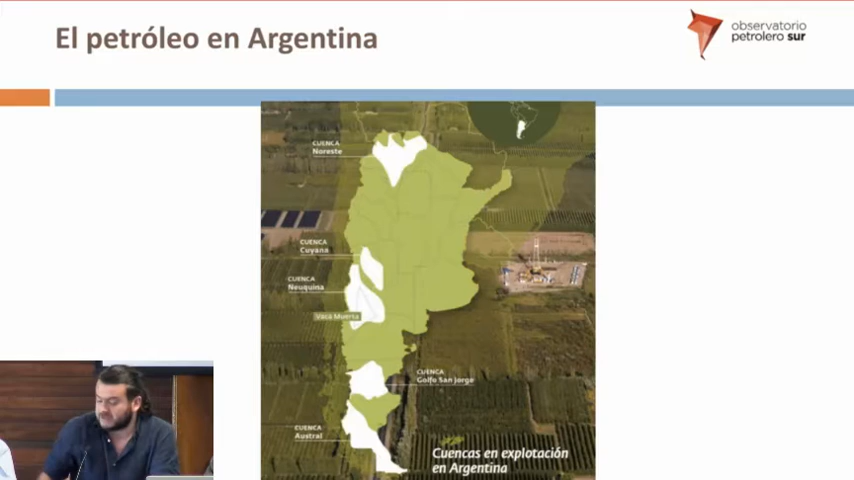 El petróleo en Argentina
observatorio
petrolero sur
CUENCA
Noreste
CUENCA
Cuyana
CUENCA
Neuquina
Vaca Muerta
CUENCA
Golfo San Jorge
CUENCA
Austral
Cuencas en explotación
en Argentina